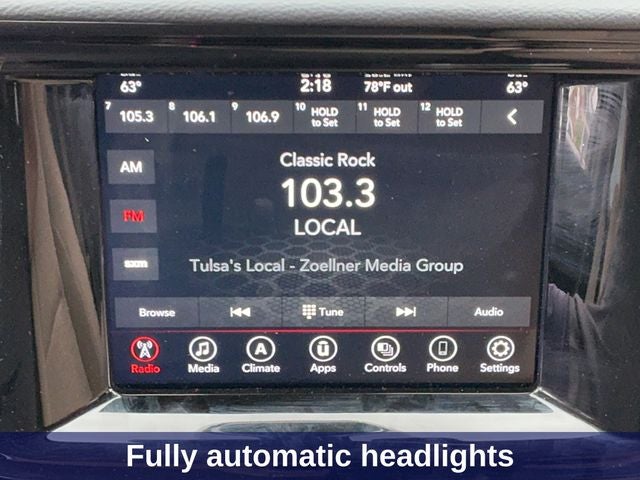 63° 2:18 78°F out 63°
7 105.3 8 106.1 9 106.9 10 HOLD to Set 11 HOLD to Set 12 HOLD to Set
AM
Classic Rock
103.3
FM
LOCAL
sxm
Tulsa's Local - Zoellner Media Group
Browse Tune Audio
Radio Media Climate Apps Controls Phone Settings
Fully automatic headlights